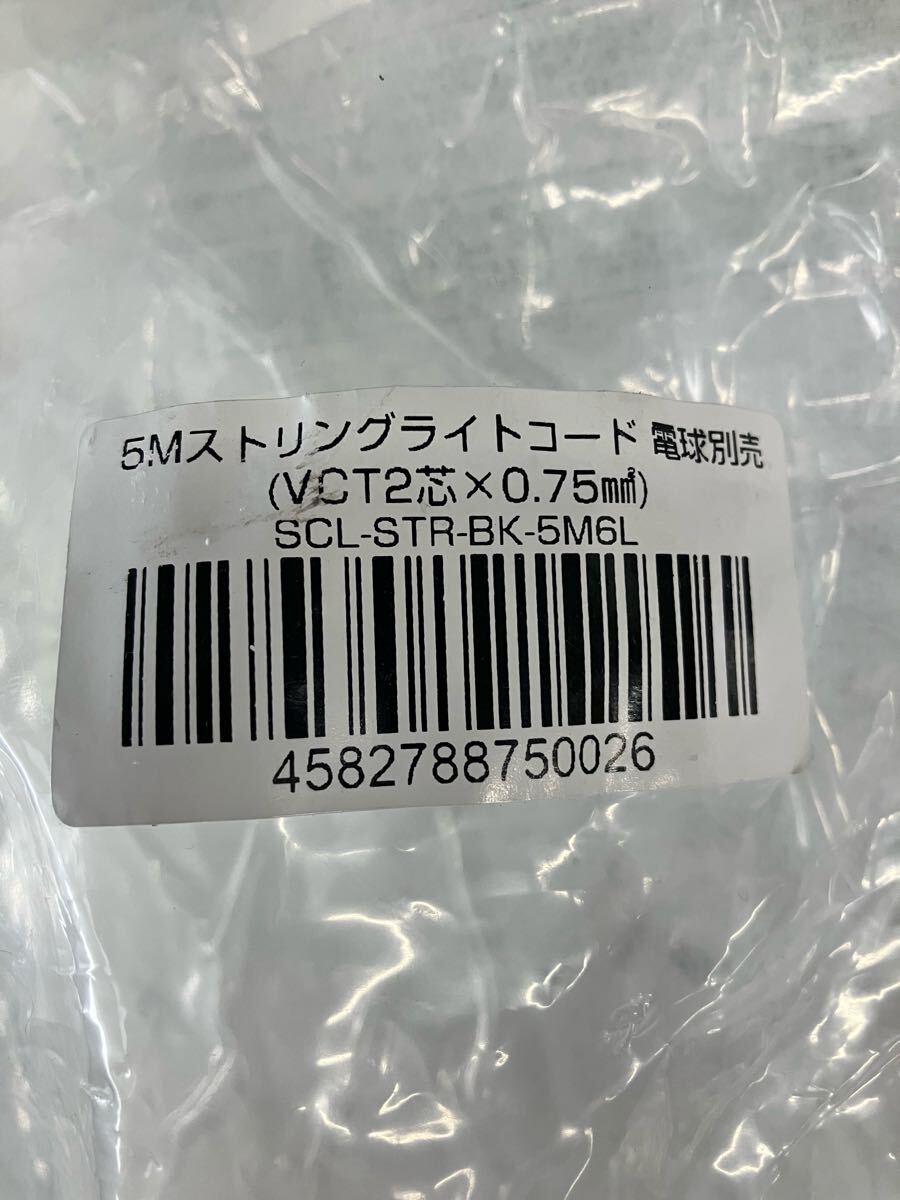 5Mストリングライトコード 電球別売
(VCT2芯×0.75㎟)
SCL-STR-BK-5M6L
4582788750026